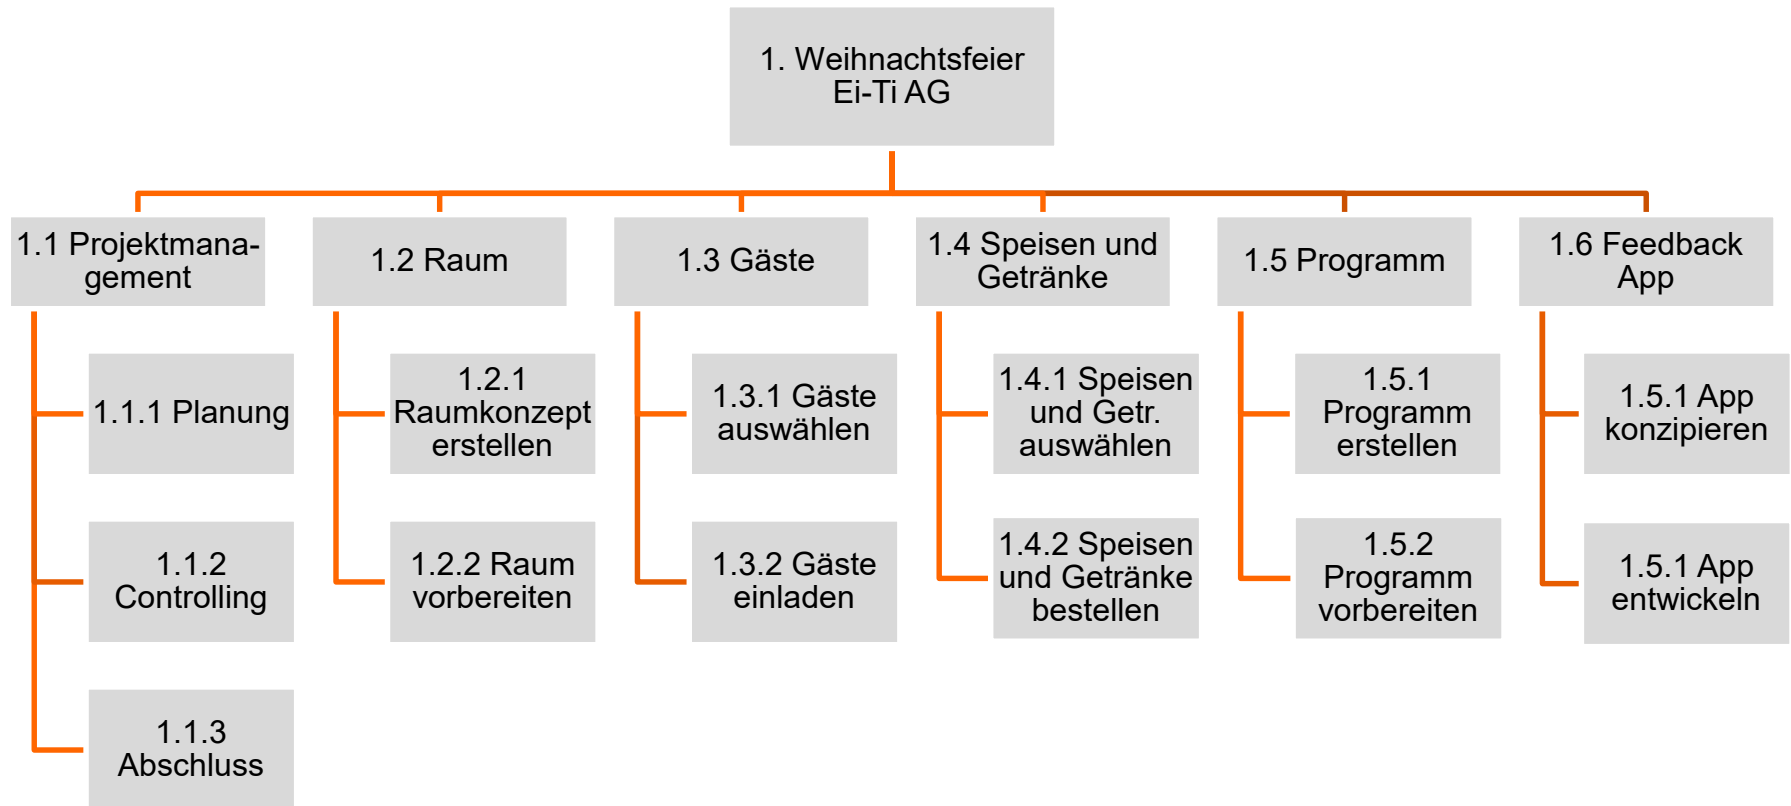 1. Weihnachtsfeier
Ei-Ti AG
1.1 Projektmana-
gement
1.2 Raum
1.3 Gäste
1.4 Speisen und
Getränke
1.5 Programm
1.6 Feedback
App
1.1.1 Planung
1.2.1
Raumkonzept
erstellen
1.3.1 Gäste
auswählen
1.4.1 Speisen
und Getr.
auswählen
1.5.1
Programm
erstellen
1.5.1 App
konzipieren
1.1.2
Controlling
1.2.2 Raum
vorbereiten
1.3.2 Gäste
einladen
1.4.2 Speisen
und Getränke
bestellen
1.5.2
Programm
vorbereiten
1.5.1 App
entwickeln
1.1.3
Abschluss